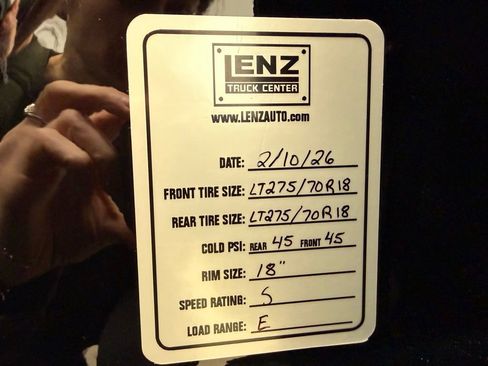 LENZ
TRUCK CENTER
www.LENZAUTO.com
DATE: 2/10/26
FRONT TIRE SIZE: LT275/70R18
REAR TIRE SIZE: LT275/70R18
COLD PSI: REAR 45 FRONT 45
RIM SIZE: 18"
SPEED RATING: S
LOAD RANGE: E